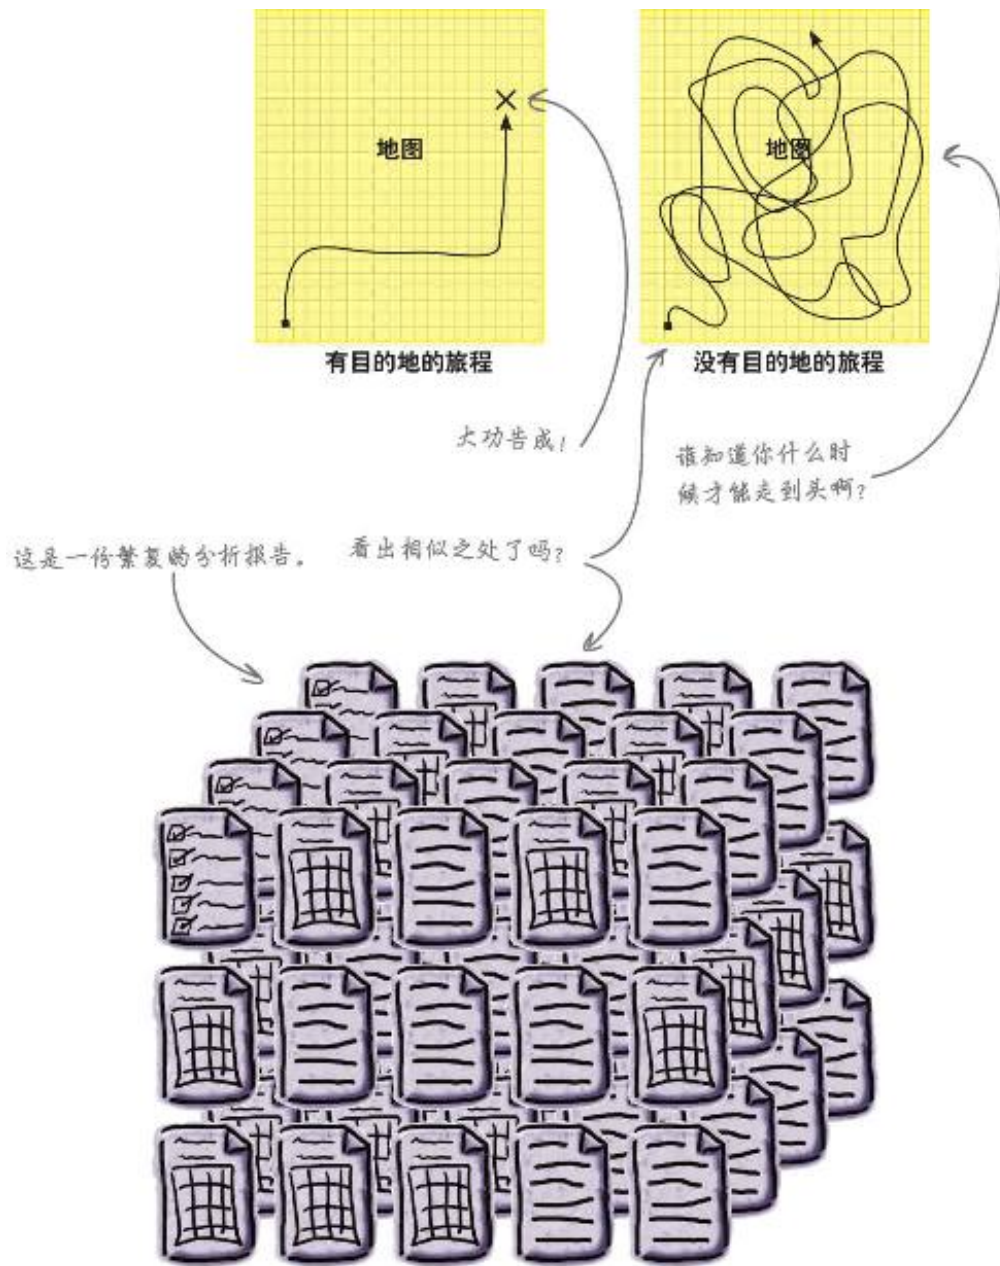 地图
地图
有目的地的旅程
没有目的地的旅程
大功告成！
谁知道你什么时
候才能走到头啊？
这是一份繁复的分析报告。
看出相似之处了吗？